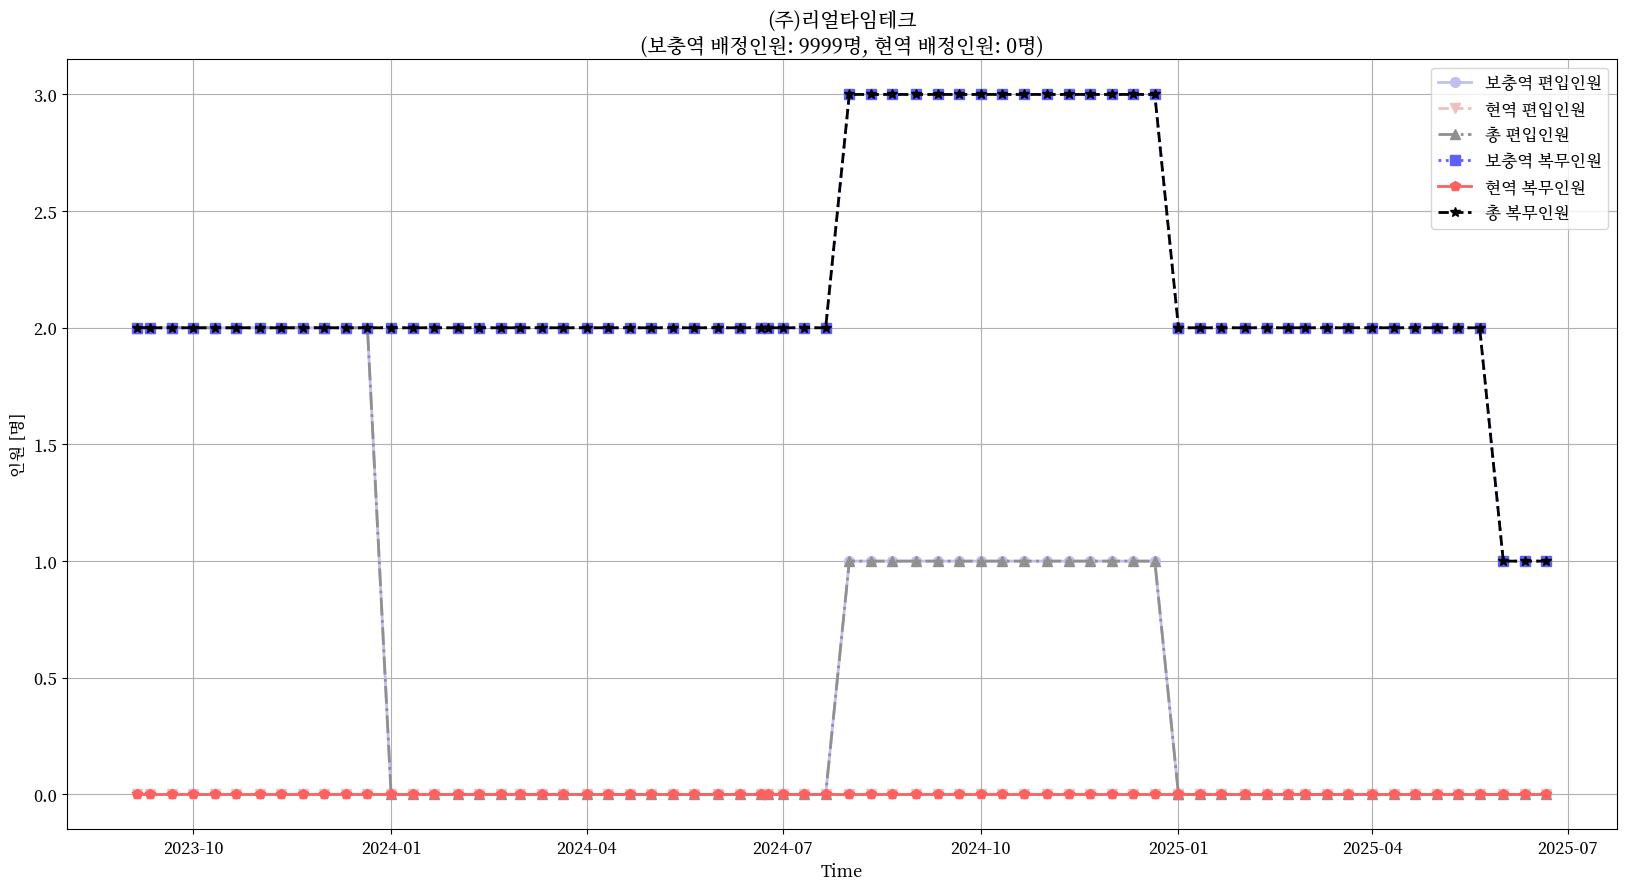 (주)리얼타임테크
(보충역 배정인원: 9999명, 현역 배정인원: 0명)
보충역 편입인원
현역 편입인원
총 편입인원
보충역 복무인원
현역 복무인원
총 복무인원
인원 [명]
3.0
2.5
2.0
1.5
1.0
0.5
0.0
2023-10 2024-01 2024-04 2024-07 2024-10 2025-01 2025-04 2025-07
Time